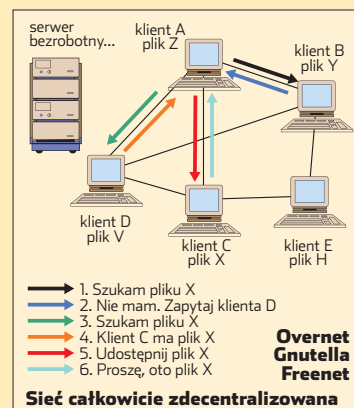 serwer
bezrobotny...
klient A
plik Z
klient B
plik Y
klient D
plik V
klient C
plik X
klient E
plik H
1. Szukam pliku X
2. Nie mam. Zapytaj klienta D
3. Szukam pliku X
4. Klient C ma plik X
5. Udostępnij plik X
6. Proszę, oto plik X
Overnet
Gnutella
Freenet
Sieć całkowicie zdecentralizowana